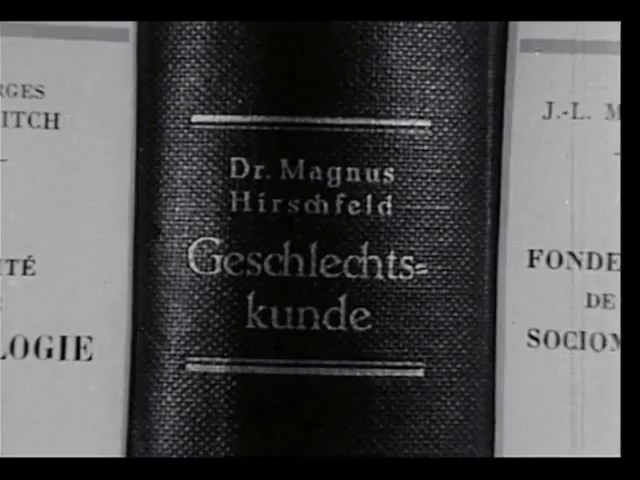 RGES
ITCH
ITÉ
LOGIE
Dr. Magnus
Hirschfeld
Geschlechts=
kunde
J.-L. M
FONDE
DE
SOCIOM